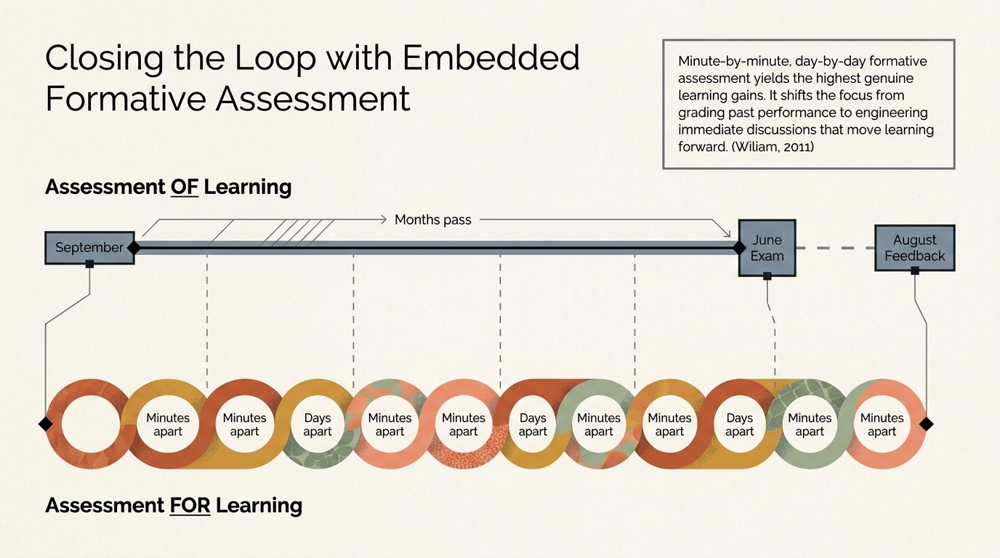 Closing the Loop with Embedded
Formative Assessment
Minute-by-minute, day-by-day formative
assessment yields the highest genuine
learning gains. It shifts the focus from
grading past performance to engineering
immediate discussions that move learning
forward. (Wiliam, 2011)
Assessment OF Learning
Months pass
September
June
Exam
August
Feedback
Minutes
apart
Minutes
apart
Days
apart
Minutes
apart
Minutes
apart
Days
apart
Minutes
apart
Minutes
apart
Days
apart
Minutes
apart
Minutes
apart
Assessment FOR Learning